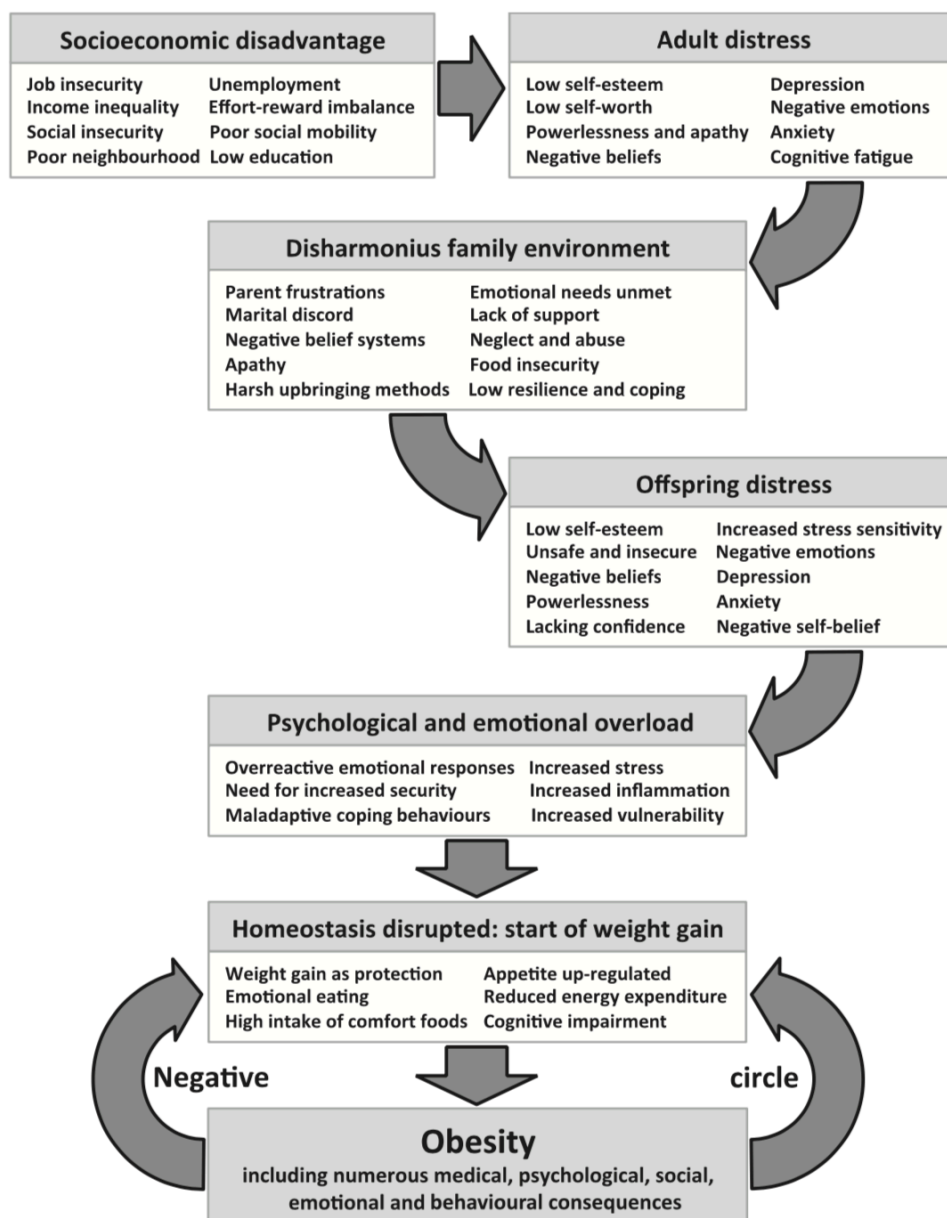 Socioeconomic disadvantage
Job insecurity Unemployment
Income inequality Effort-reward imbalance
Social insecurity Poor social mobility
Poor neighbourhood Low education
Adult distress
Low self-esteem Depression
Low self-worth Negative emotions
Powerlessness and apathy Anxiety
Negative beliefs Cognitive fatigue
Disharmonius family environment
Parent frustrations Emotional needs unmet
Marital discord Lack of support
Negative belief systems Neglect and abuse
Apathy Food insecurity
Harsh upbringing methods Low resilience and coping
Offspring distress
Low self-esteem Increased stress sensitivity
Unsafe and insecure Negative emotions
Negative beliefs Depression
Powerlessness Anxiety
Lacking confidence Negative self-belief
Psychological and emotional overload
Overreactive emotional responses Increased stress
Need for increased security Increased inflammation
Maladaptive coping behaviours Increased vulnerability
Homeostasis disrupted: start of weight gain
Weight gain as protection Appetite up-regulated
Emotional eating Reduced energy expenditure
High intake of comfort foods Cognitive impairment
Negative circle
Obesity
including numerous medical, psychological, social,
emotional and behavioural consequences